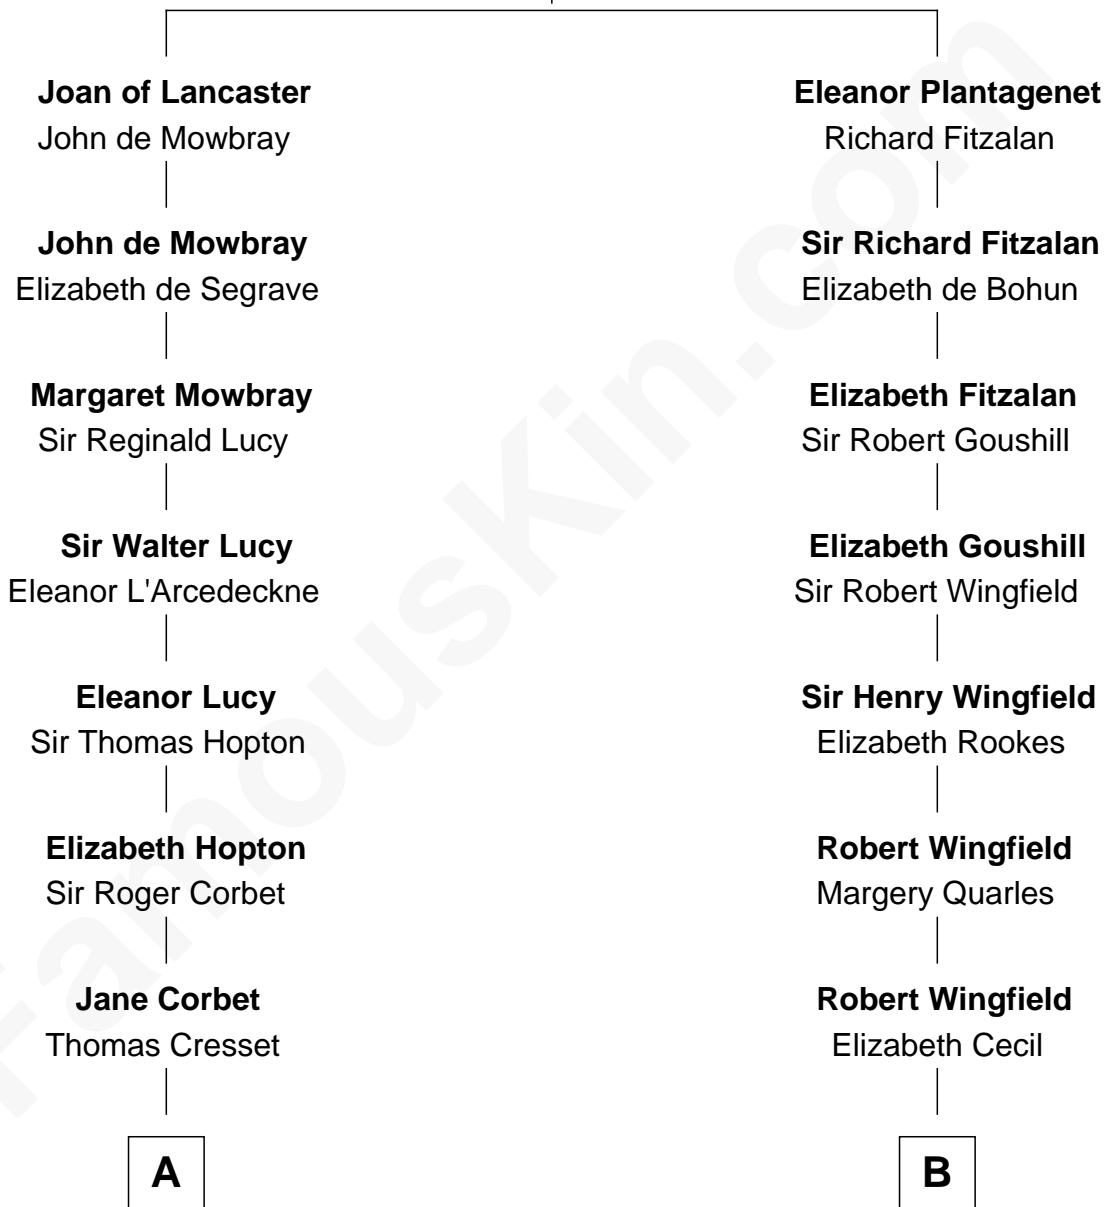 Joan of Lancaster
John de Mowbray
John de Mowbray
Elizabeth de Segrave
Margaret Mowbray
Sir Reginald Lucy
Sir Walter Lucy
Eleanor L'Arcedeckne
Eleanor Lucy
Sir Thomas Hopton
Elizabeth Hopton
Sir Roger Corbet
Jane Corbet
Thomas Cresset
A
Eleanor Plantagenet
Richard Fitzalan
Sir Richard Fitzalan
Elizabeth de Bohun
Elizabeth Fitzalan
Sir Robert Goushill
Elizabeth Goushill
Sir Robert Wingfield
Sir Henry Wingfield
Elizabeth Rookes
Robert Wingfield
Margery Quarles
Robert Wingfield
Elizabeth Cecil
B
FamousKin.com